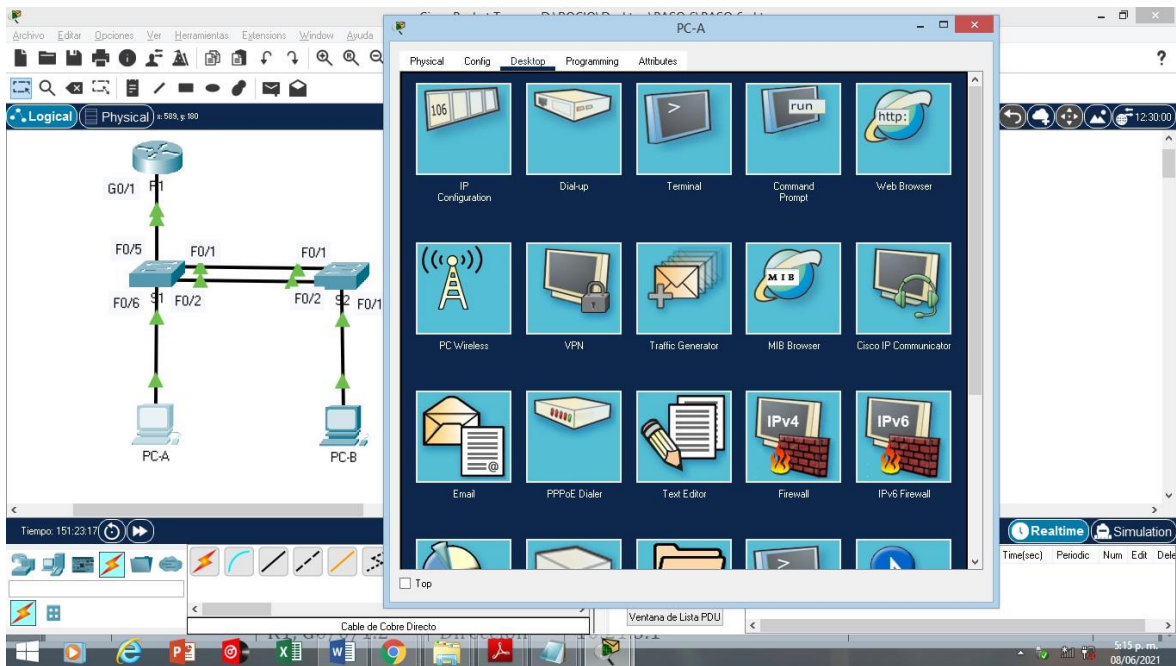 PC-A
Archivo Editar Opciones Ver Herramientas Extensions Window Ayuda
?
Physical Config Desktop Programming Attributes
Logical
Physical
x: 589, y: 180
12:30:00
106
run
http:
IP Configuration
Dial-up
Terminal
Command Prompt
Web Browser
MIB
PC Wireless
VPN
Traffic Generator
MIB Browser
Cisco IP Communicator
@
IPv4
IPv6
Email
PPPoE Dialer
Text Editor
Firewall
IPv6 Firewall
Top
G0/1 R1
F0/5 F0/1 F0/1
F0/6 S1 F0/2 F0/2 S2 F0/1
PC-A
PC-B
Tiempo: 151:23:17
Realtime
Simulation
Time(sec) Periodic Num Edit Dele
Cable de Cobre Directo
Ventana de Lista PDU
5:15 p. m.
08/06/2021